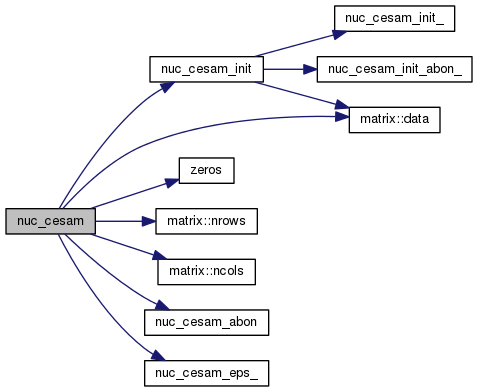 nuc_cesam_init_
nuc_cesam_init
nuc_cesam_init_abon_
matrix::data
zeros
nuc_cesam
matrix::nrows
matrix::ncols
nuc_cesam_abon
nuc_cesam_eps_